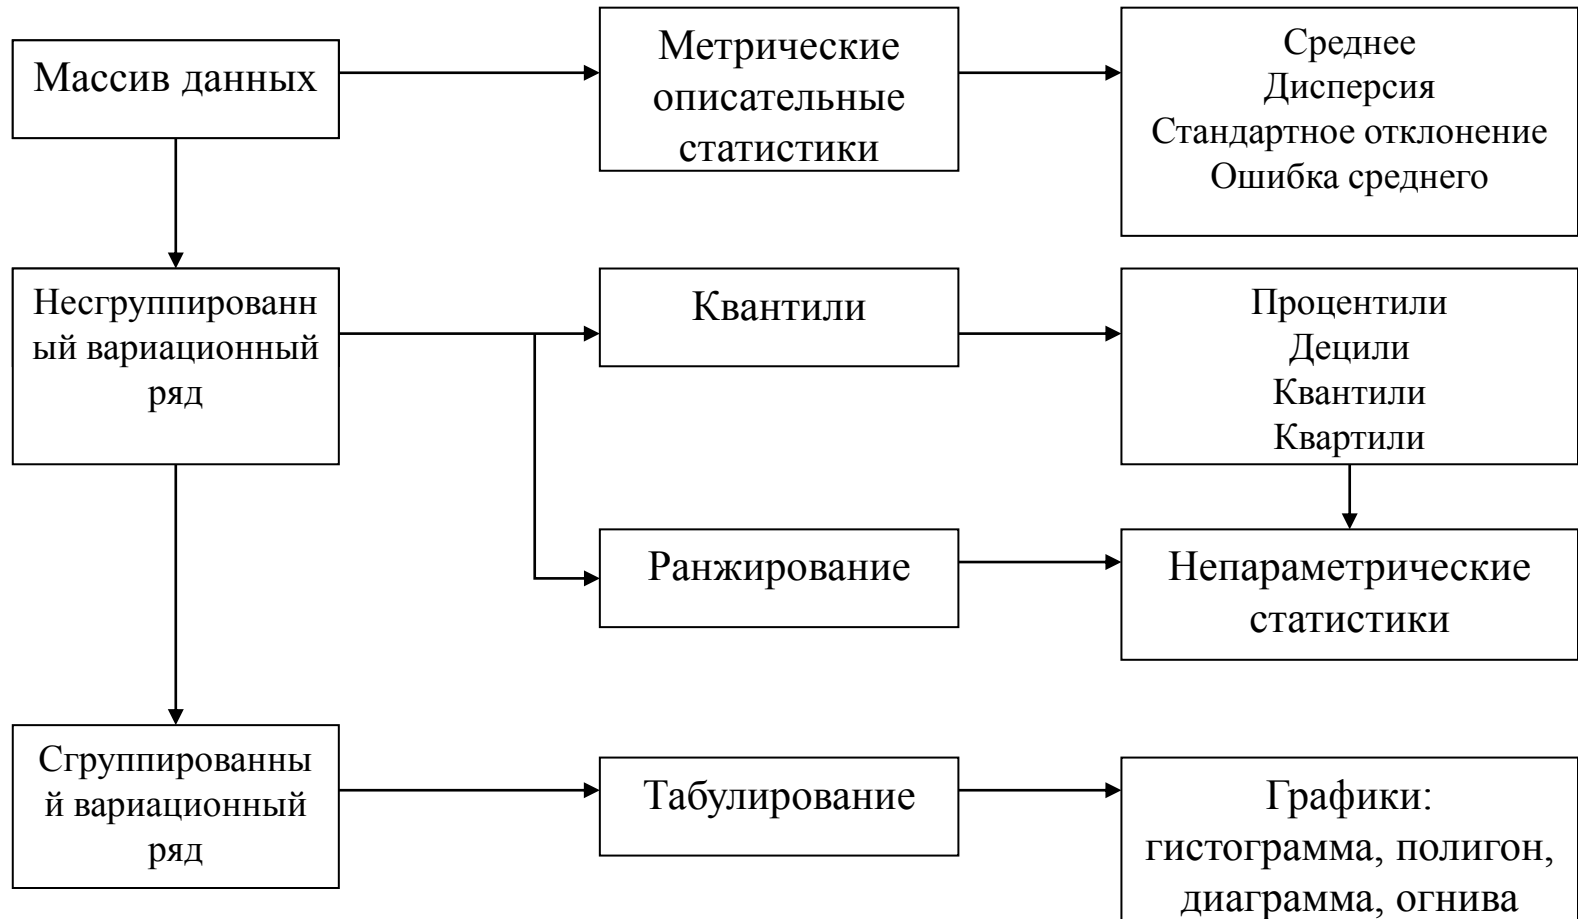 Массив данных
Метрические
описательные
статистики
Среднее
Дисперсия
Стандартное отклонение
Ошибка среднего
Несгруппированн
ый вариационный
ряд
Квантили
Процентили
Децили
Квантили
Квартили
Ранжирование
Непараметрические
статистики
Сгруппированны
й вариационный
ряд
Табулирование
Графики:
гистограмма, полигон,
диаграмма, огнива